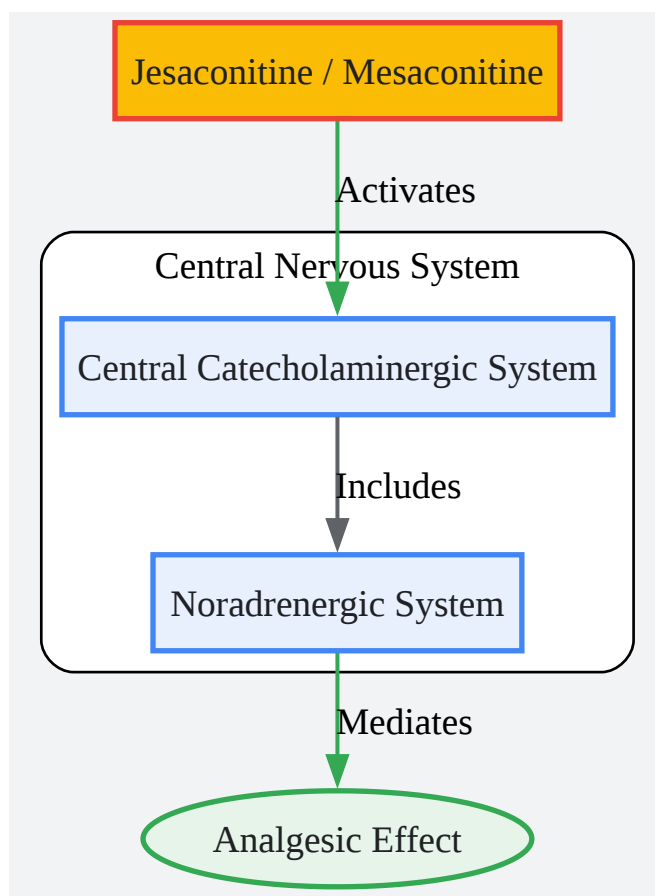 Jesaconitine / Mesaconitine
Activates
Central Nervous System
Central Catecholaminergic System
Includes
Noradrenergic System
Mediates
Analgesic Effect